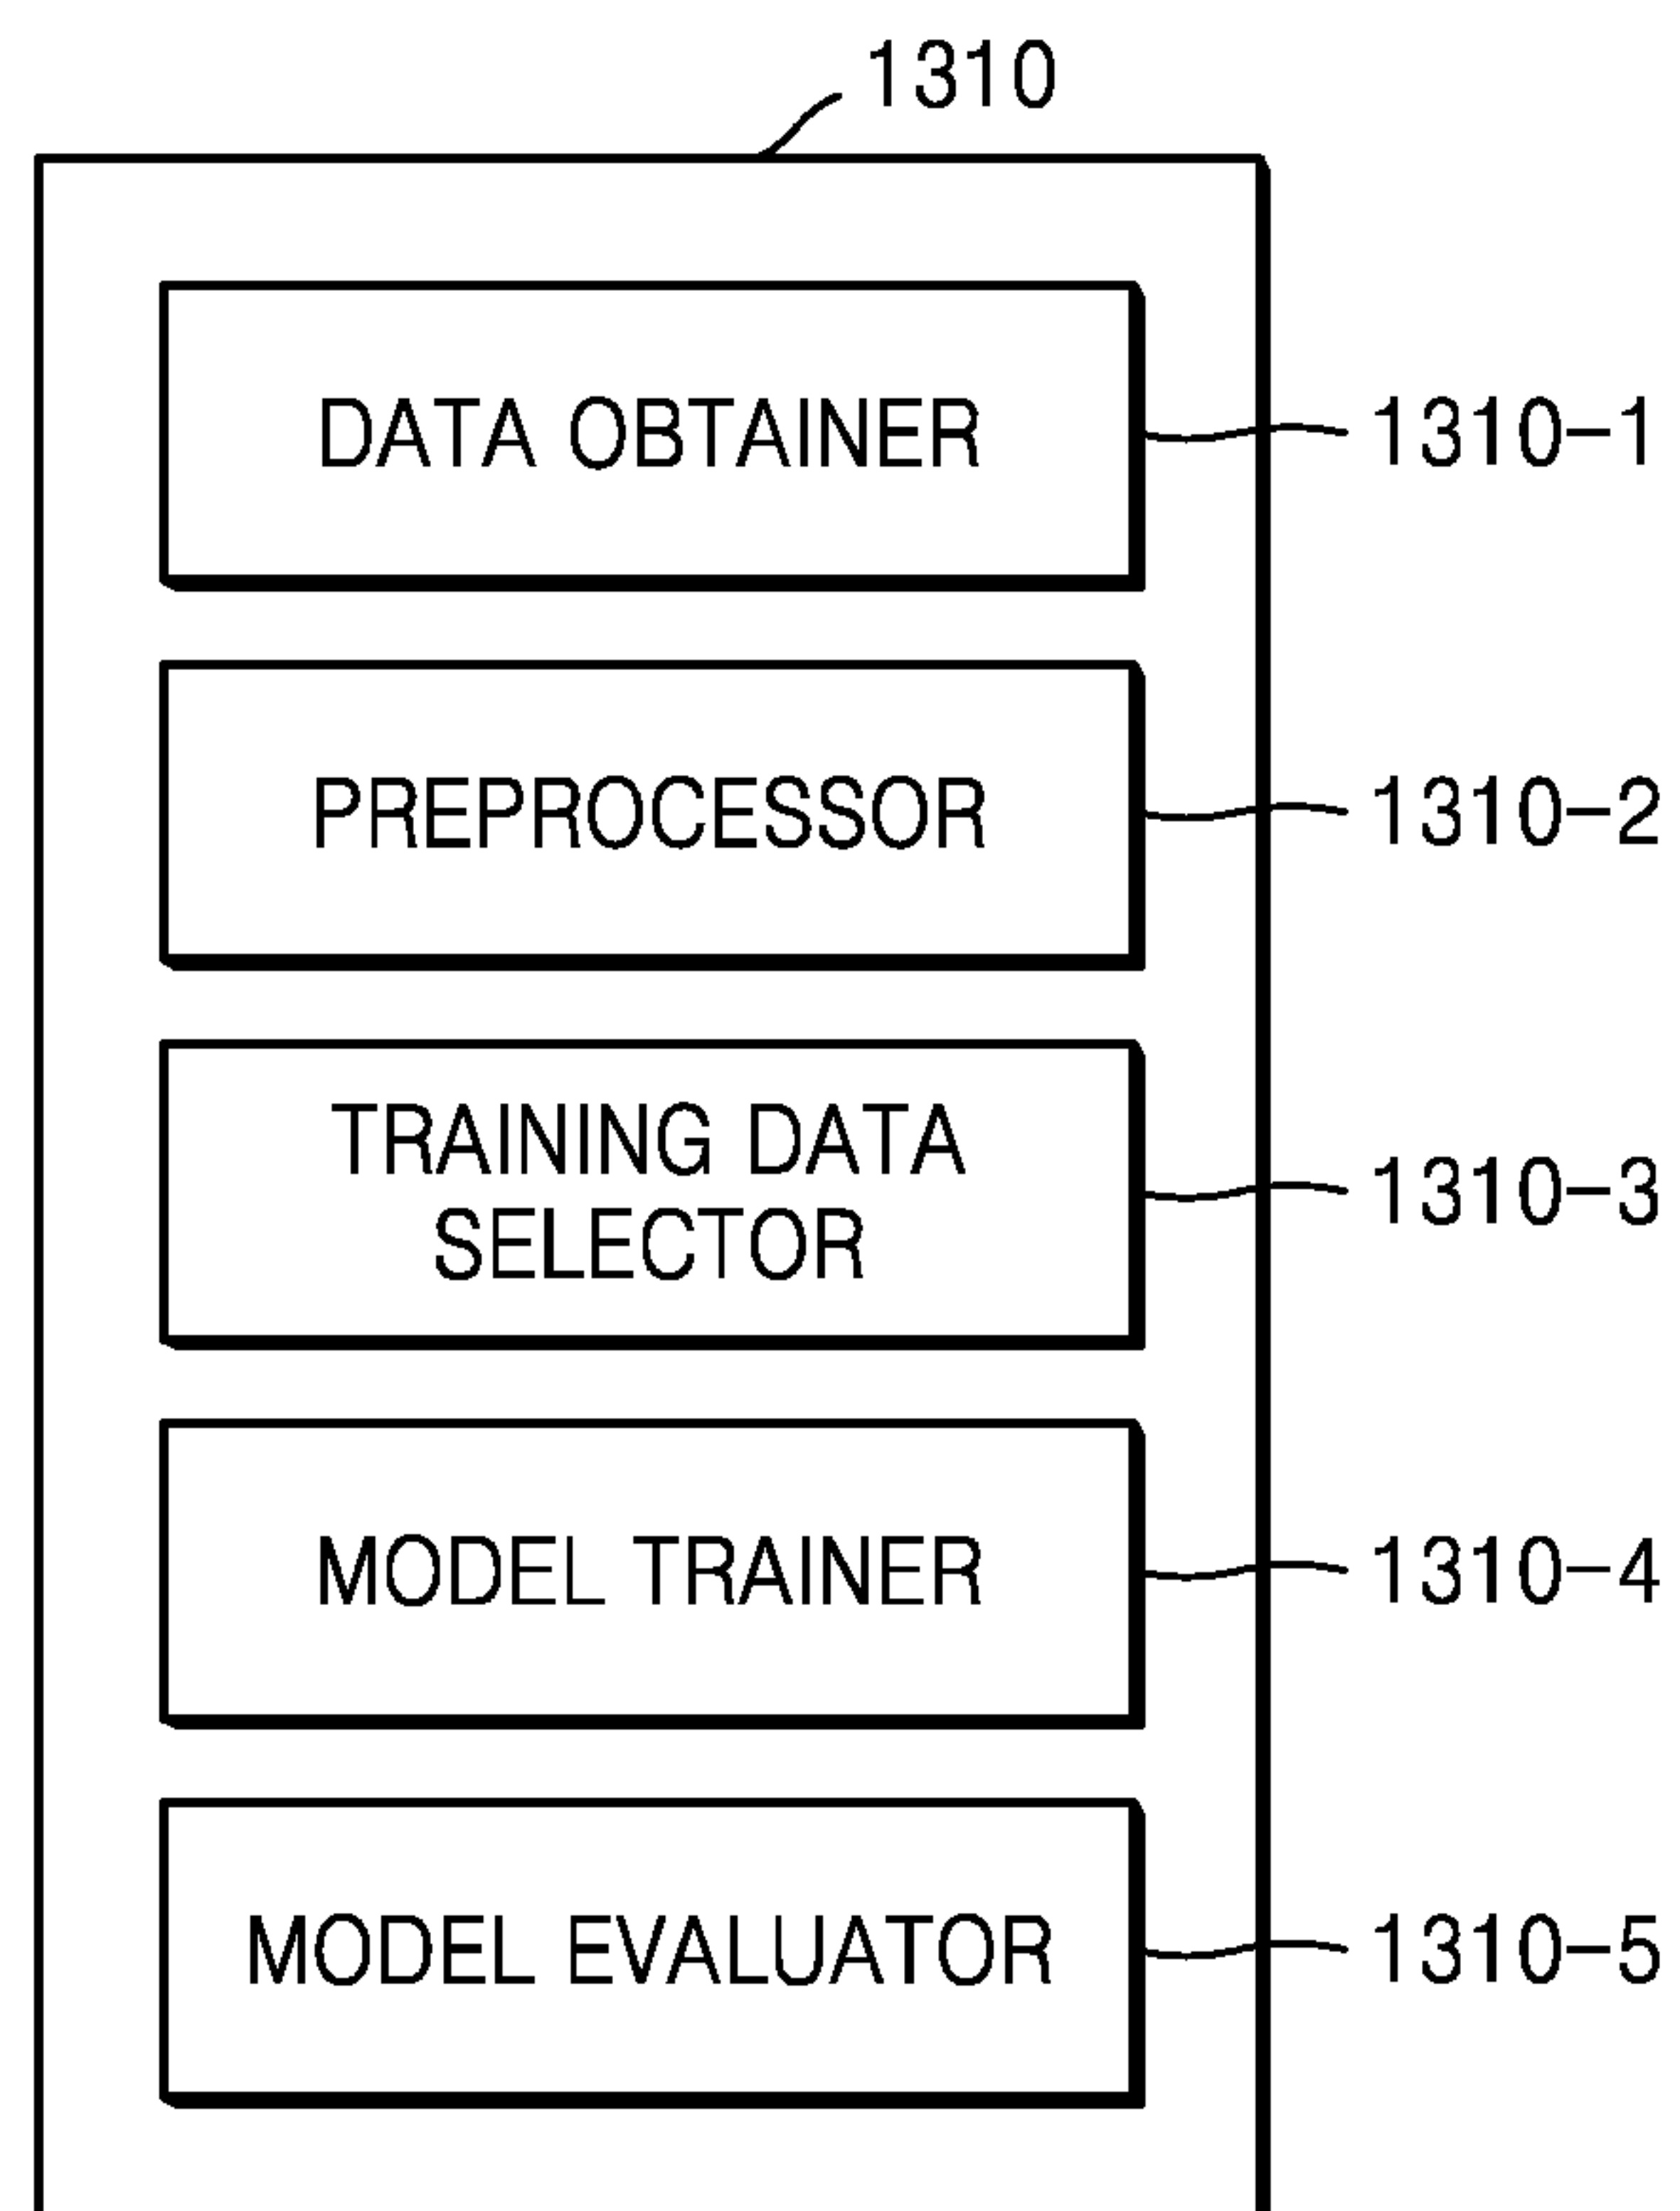 1310
DATA OBTAINER
1310-1
PREPROCESSOR
1310-2
TRAINING DATA
SELECTOR
1310-3
MODEL TRAINER
1310-4
MODEL EVALUATOR
1310-5